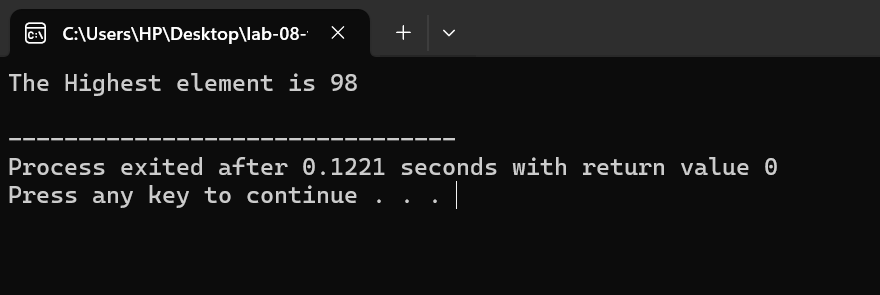 C:\Users\HP\Desktop\lab-08-
The Highest element is 98
--------------------------------
Process exited after 0.1221 seconds with return value 0
Press any key to continue . . .